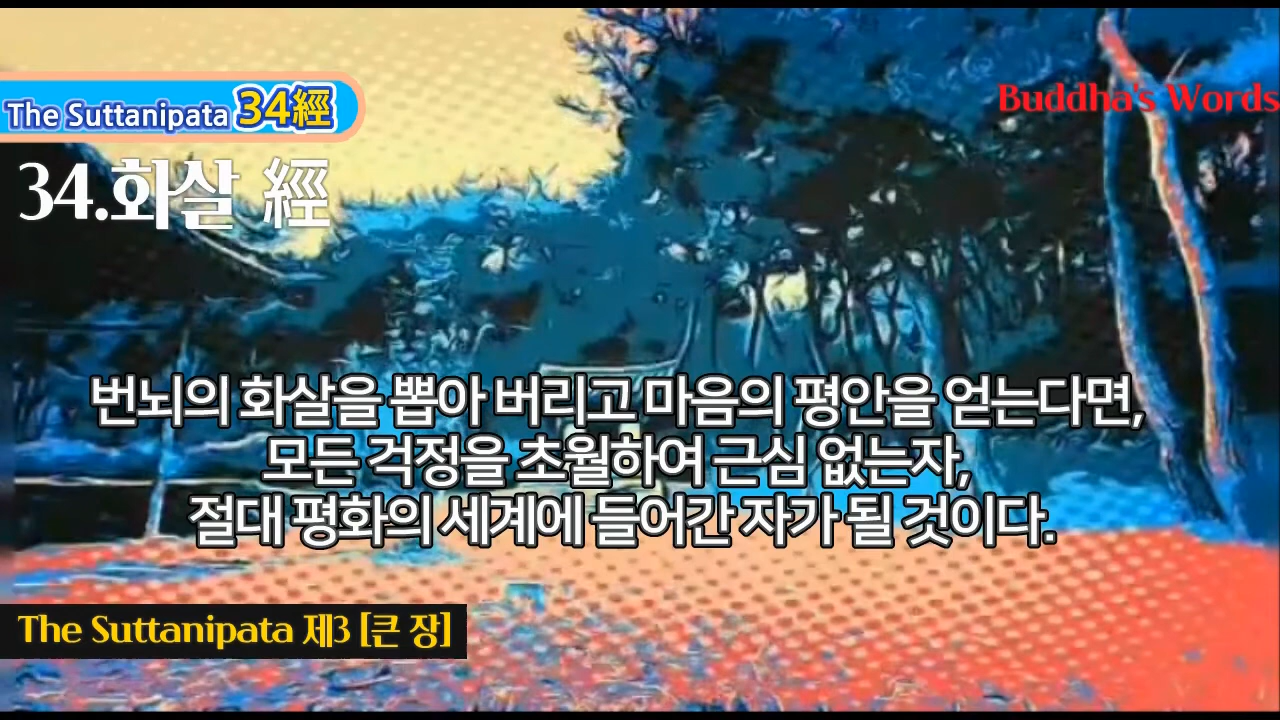 The Suttanipata 34經
Buddha's Words
34.화살 經
번뇌의 화살을 뽑아 버리고 마음의 평안을 얻는다면,
모든 걱정을 초월하여 근심 없는자,
절대 평화의 세계에 들어간 자가 될 것이다.
The Suttanipata 제3 [큰 장]